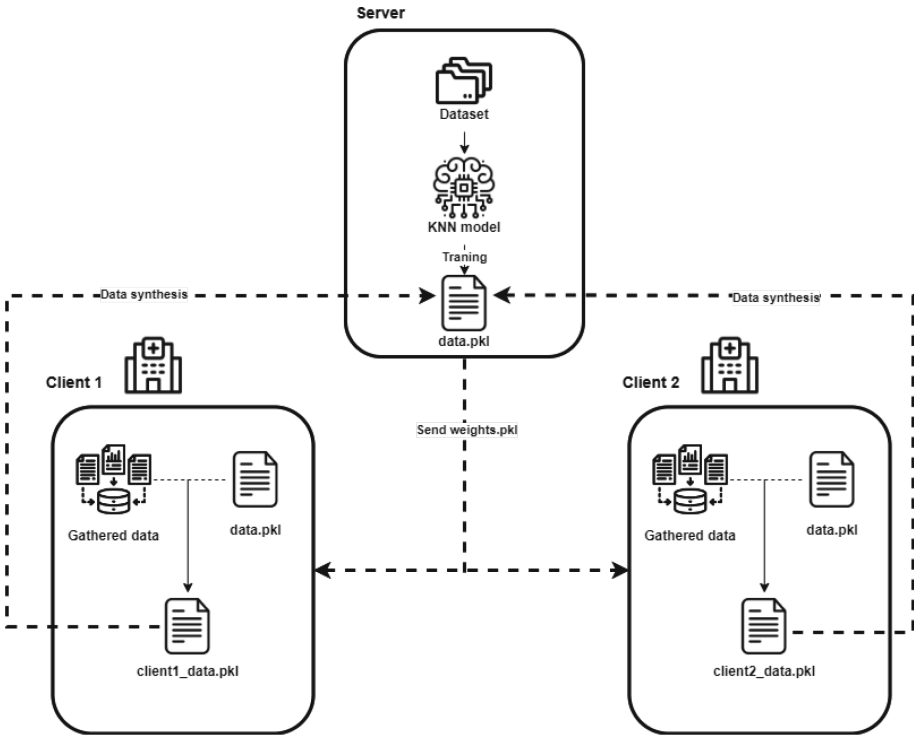 Server
Dataset
KNN model
Traning
Data synthesis
Data synthesis
data.pkl
Client 1
Client 2
Send weights.pkl
Gathered data
data.pkl
Gathered data
data.pkl
client1_data.pkl
client2_data.pkl